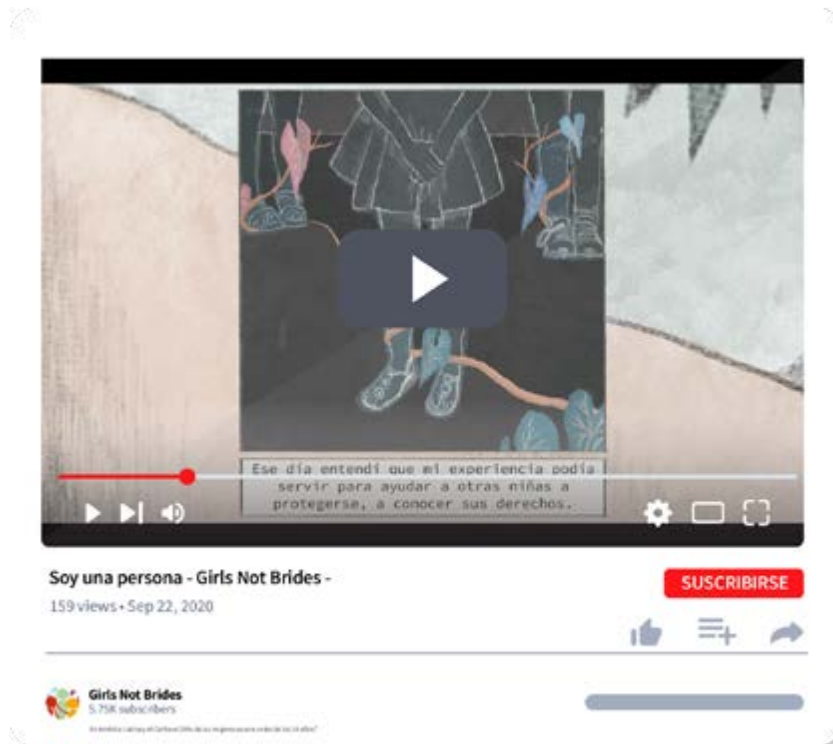 Ese día entendí que mi experiencia podía
servir para ayudar a otras niñas a
protegerse, a conocer sus derechos.
Soy una persona - Girls Not Brides -
SUSCRIBIRSE
159 views • Sep 22, 2020
Girls Not Brides
5.75K subscribers